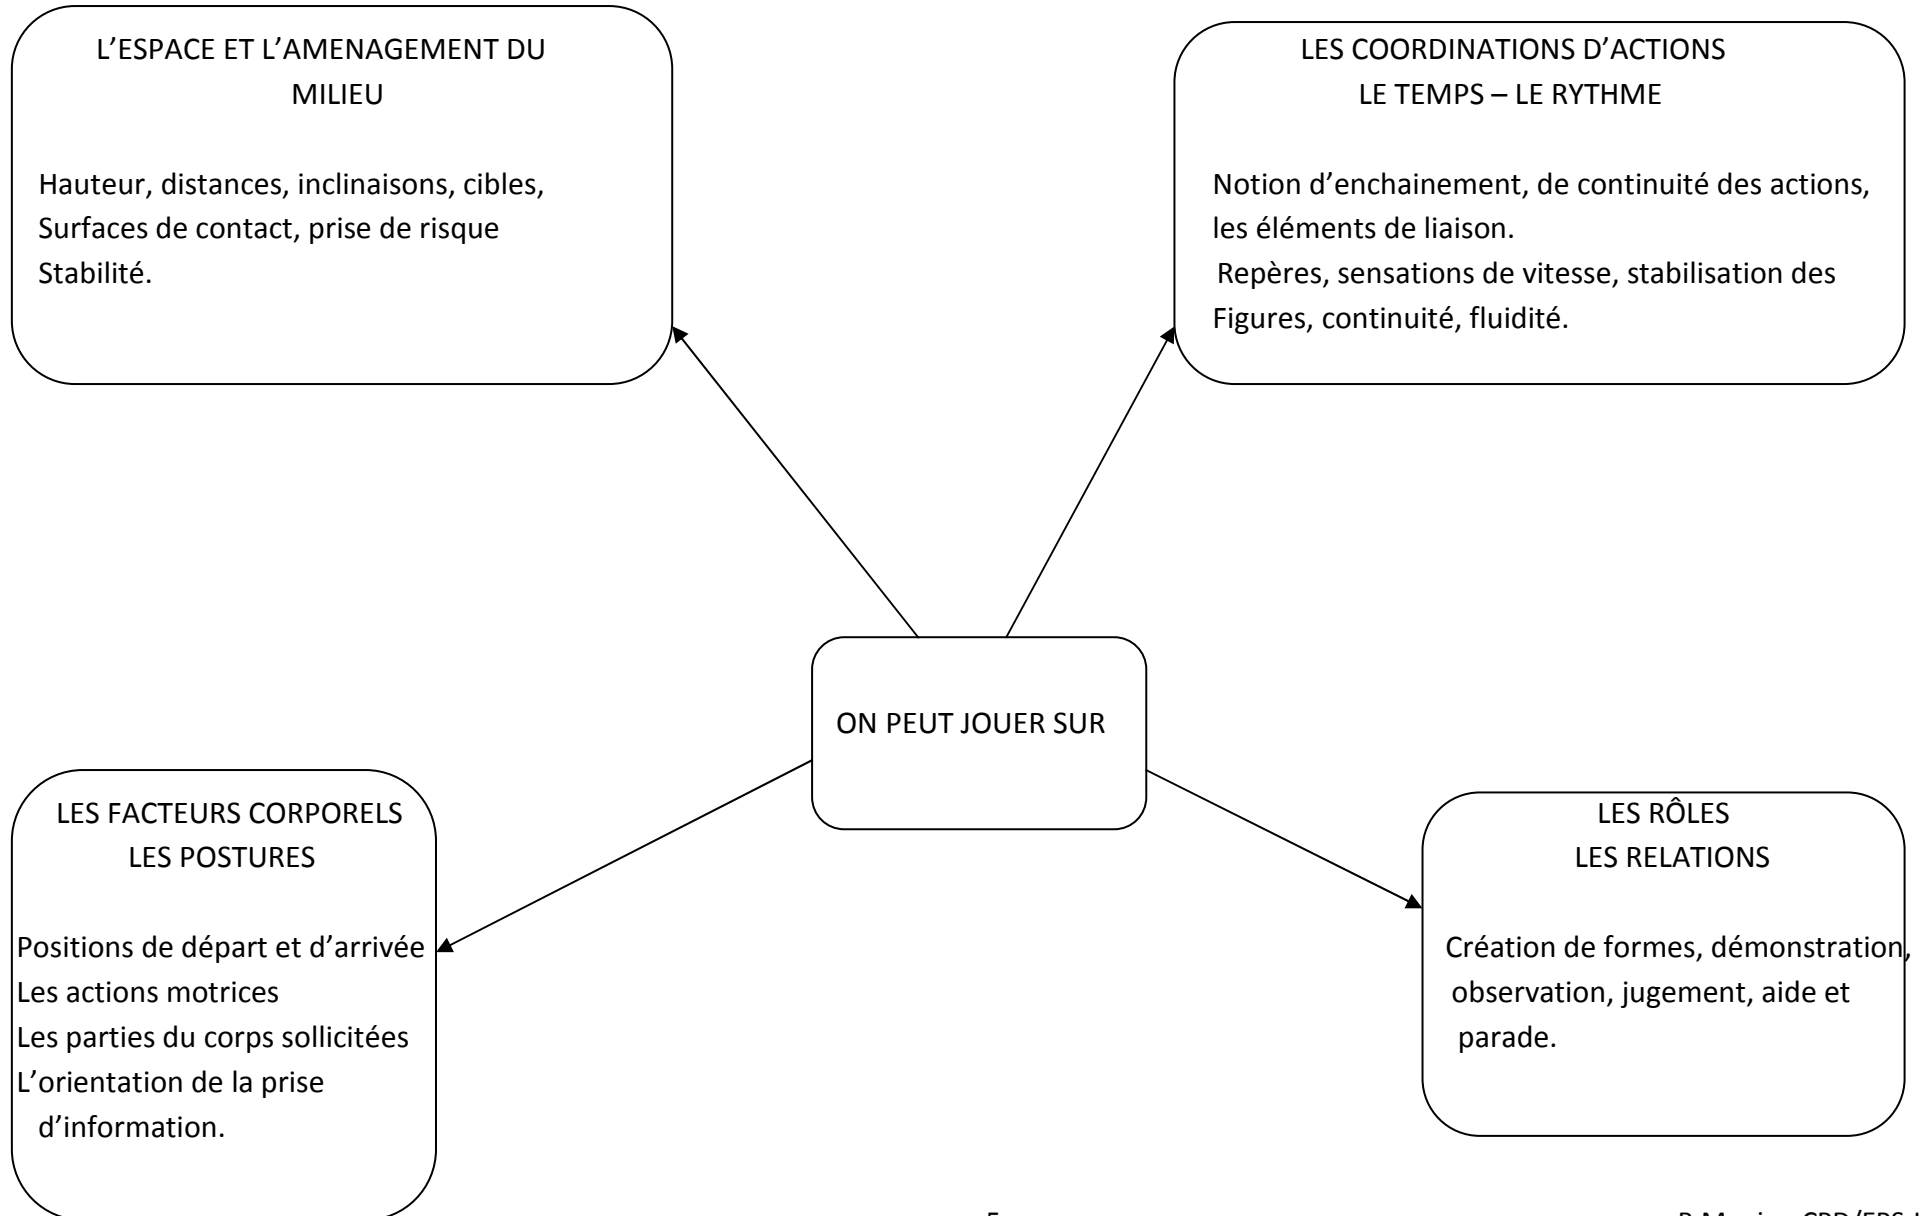 L’ESPACE ET L’AMENAGEMENT DU
MILIEU
Hauteur, distances, inclinaisons, cibles,
Surfaces de contact, prise de risque
Stabilité.
LES COORDINATIONS D’ACTIONS
LE TEMPS – LE RYTHME
Notion d’enchainement, de continuité des actions,
les éléments de liaison.
Repères, sensations de vitesse, stabilisation des
Figures, continuité, fluidité.
ON PEUT JOUER SUR
LES FACTEURS CORPORELS
LES POSTURES
Positions de départ et d’arrivée
Les actions motrices
Les parties du corps sollicitées
L’orientation de la prise
d’information.
LES RÔLES
LES RELATIONS
Création de formes, démonstration,
observation, jugement, aide et
parade.